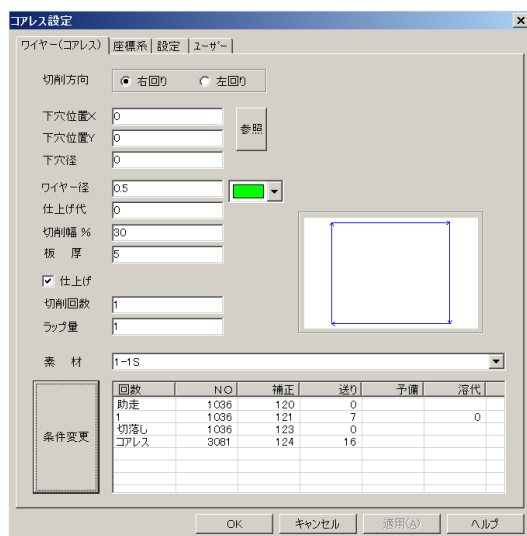 コアレス設定
ワイヤー(コアレス) 座標系 設定 ユーザー
切削方向 右回り 左回り
下穴位置X 0
下穴位置Y 0
参照
下穴径 0
ワイヤー径 0.5
仕上げ代 0
切削幅 % 30
板 厚 5
仕上げ
切削回数 1
ラップ量 1
素 材 1-1S
条件変更
回数 NO 補正 送り 予備 溶代
助走 1036 120 0
1 1036 121 7 0
切落し 1036 123 0
コアレス 3081 124 16
OK キャンセル 適用(A) ヘルプ